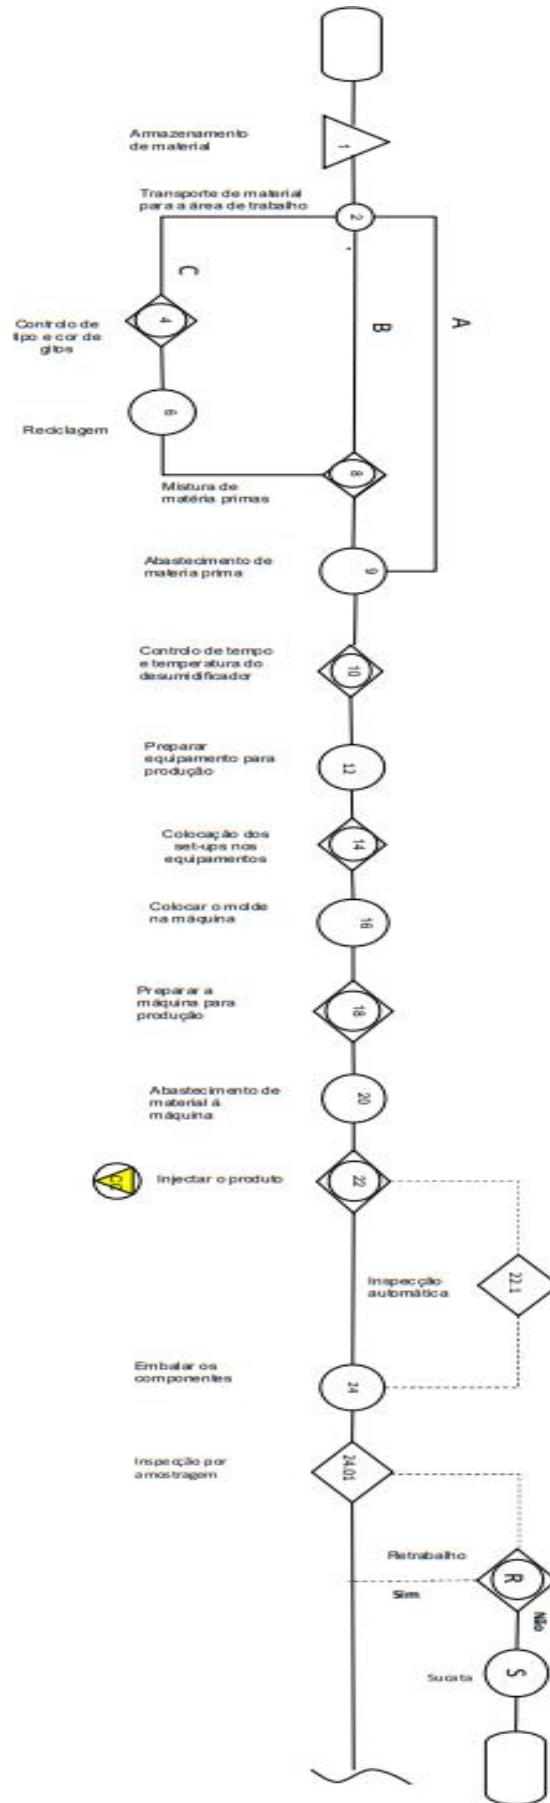 Armazenamento
de material
1
Transporte de material
para a área de trabalho
2
C
B
A
Controlo de
tipo e cor de
gitos
4
Reciclagem
6
Mistura de
matéria primas
8
Abastecimento de
materia prima
9
Controlo de tempo
e temperatura do
desumidificador
10
Preparar
equipamento para
produção
12
Colocação dos
set-ups nos
equipamentos
14
Colocar o molde
na máquina
16
Preparar a
máquina para
produção
18
Abastecimento de
material á
máquina
20
Injectar o produto
22
Inspecção
automática
22.1
Embalar os
componentes
24
Inspecção por
amostragem
24.01
Retrabalho
R
Sim
Não
Sucata
S